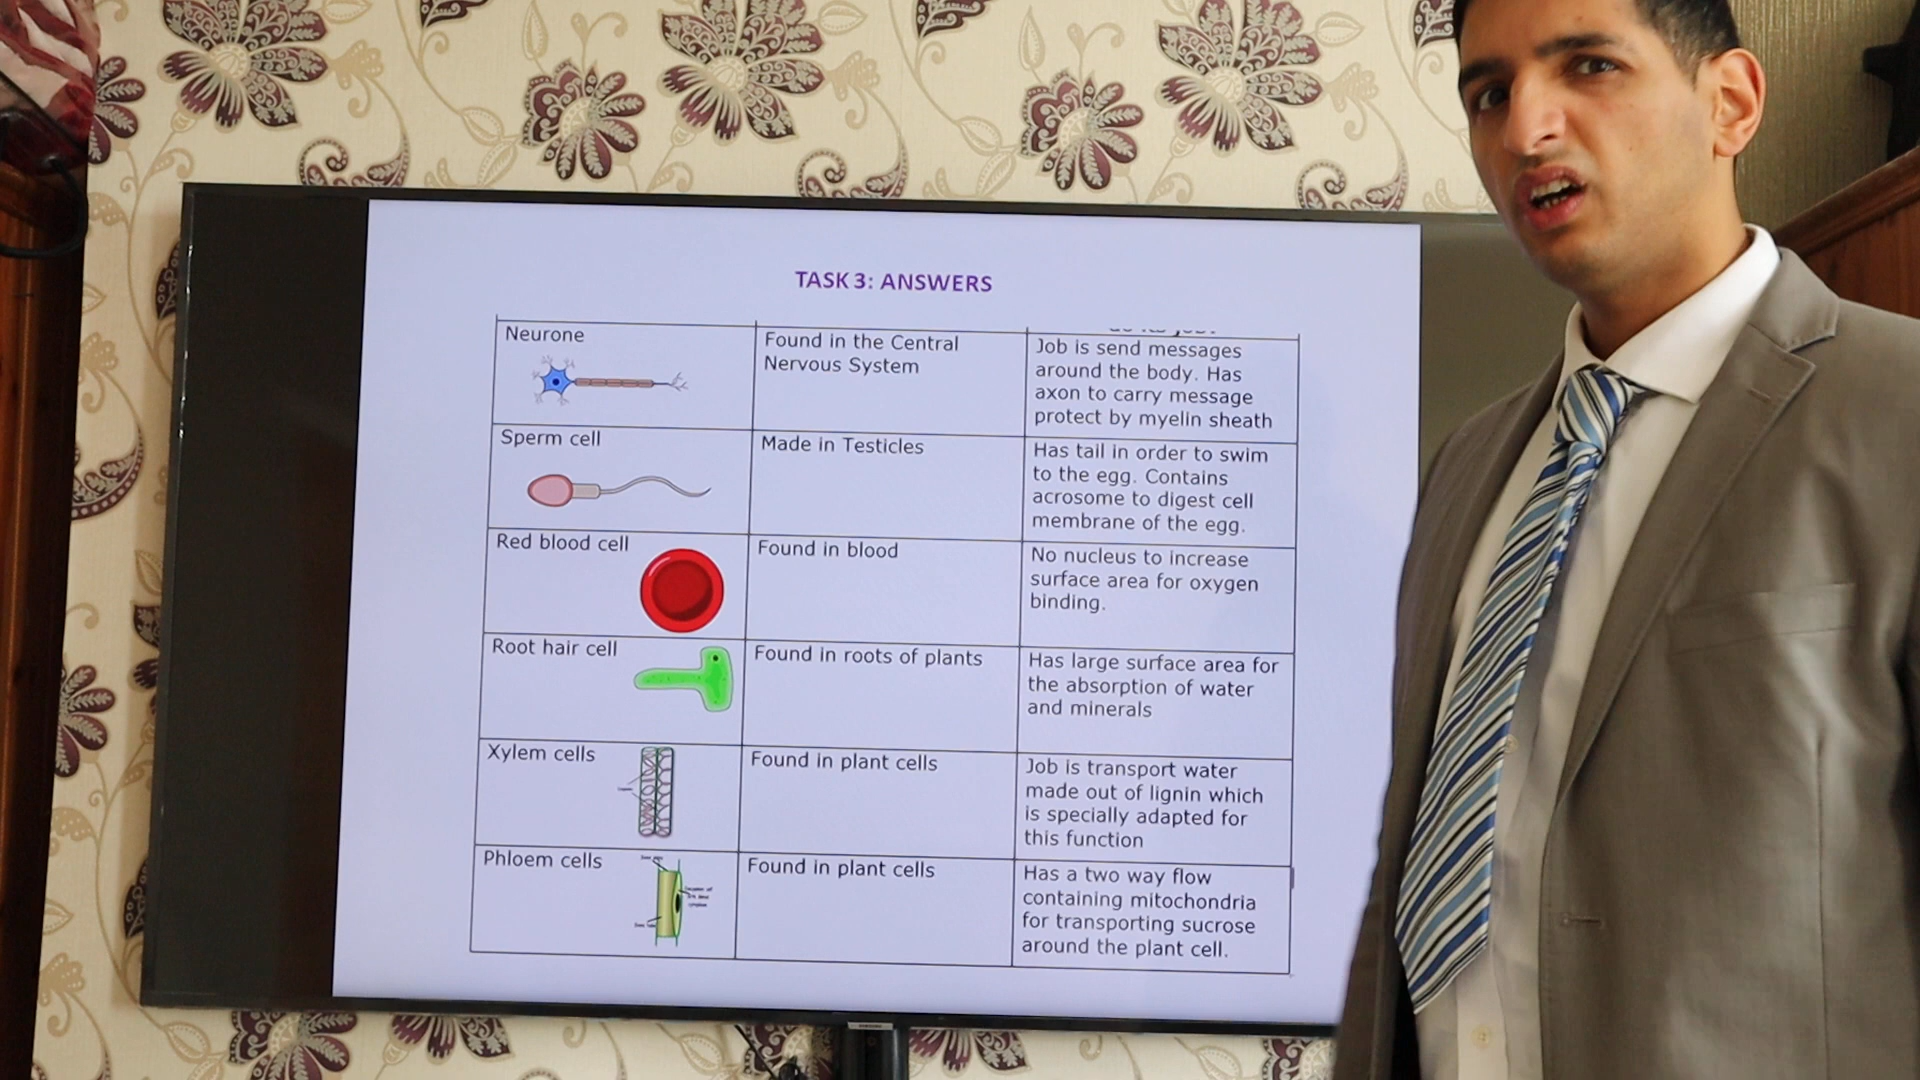 TASK 3: ANSWERS
Neurone
Found in the Central
Nervous System
Job is send messages
around the body. Has
axon to carry message
protect by myelin sheath
Sperm cell
Made in Testicles
Has tail in order to swim
to the egg. Contains
acrosome to digest cell
membrane of the egg.
Red blood cell
Found in blood
No nucleus to increase
surface area for oxygen
binding.
Root hair cell
Found in roots of plants
Has large surface area for
the absorption of water
and minerals
Xylem cells
Found in plant cells
Job is transport water
made out of lignin which
is specially adapted for
this function
Phloem cells
Found in plant cells
Has a two way flow
containing mitochondria
for transporting sucrose
around the plant cell.
SAMSUNG